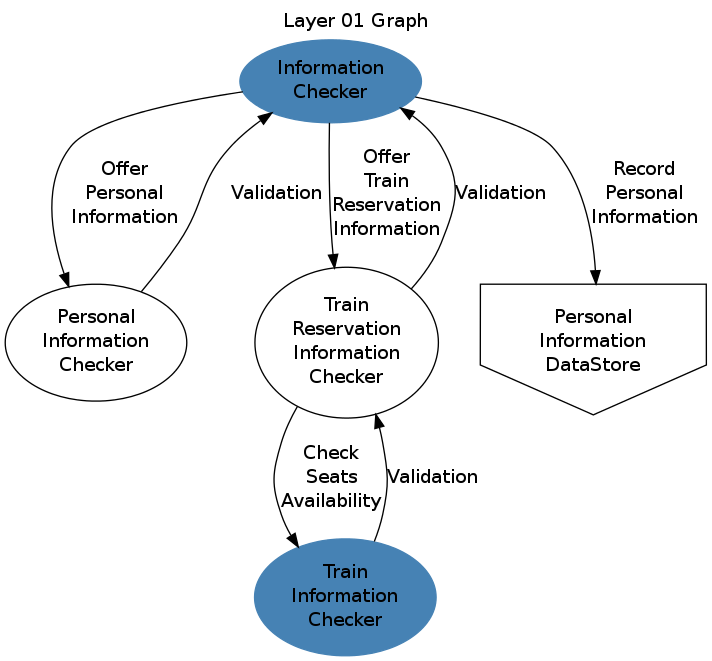 Layer 01 Graph
Information
Checker
Offer
Personal
Information
Validation
Offer
Train
Reservation
Information
Validation
Record
Personal
Information
Personal
Information
Checker
Train
Reservation
Information
Checker
Personal
Information
DataStore
Check
Seats
Availability
Validation
Train
Information
Checker